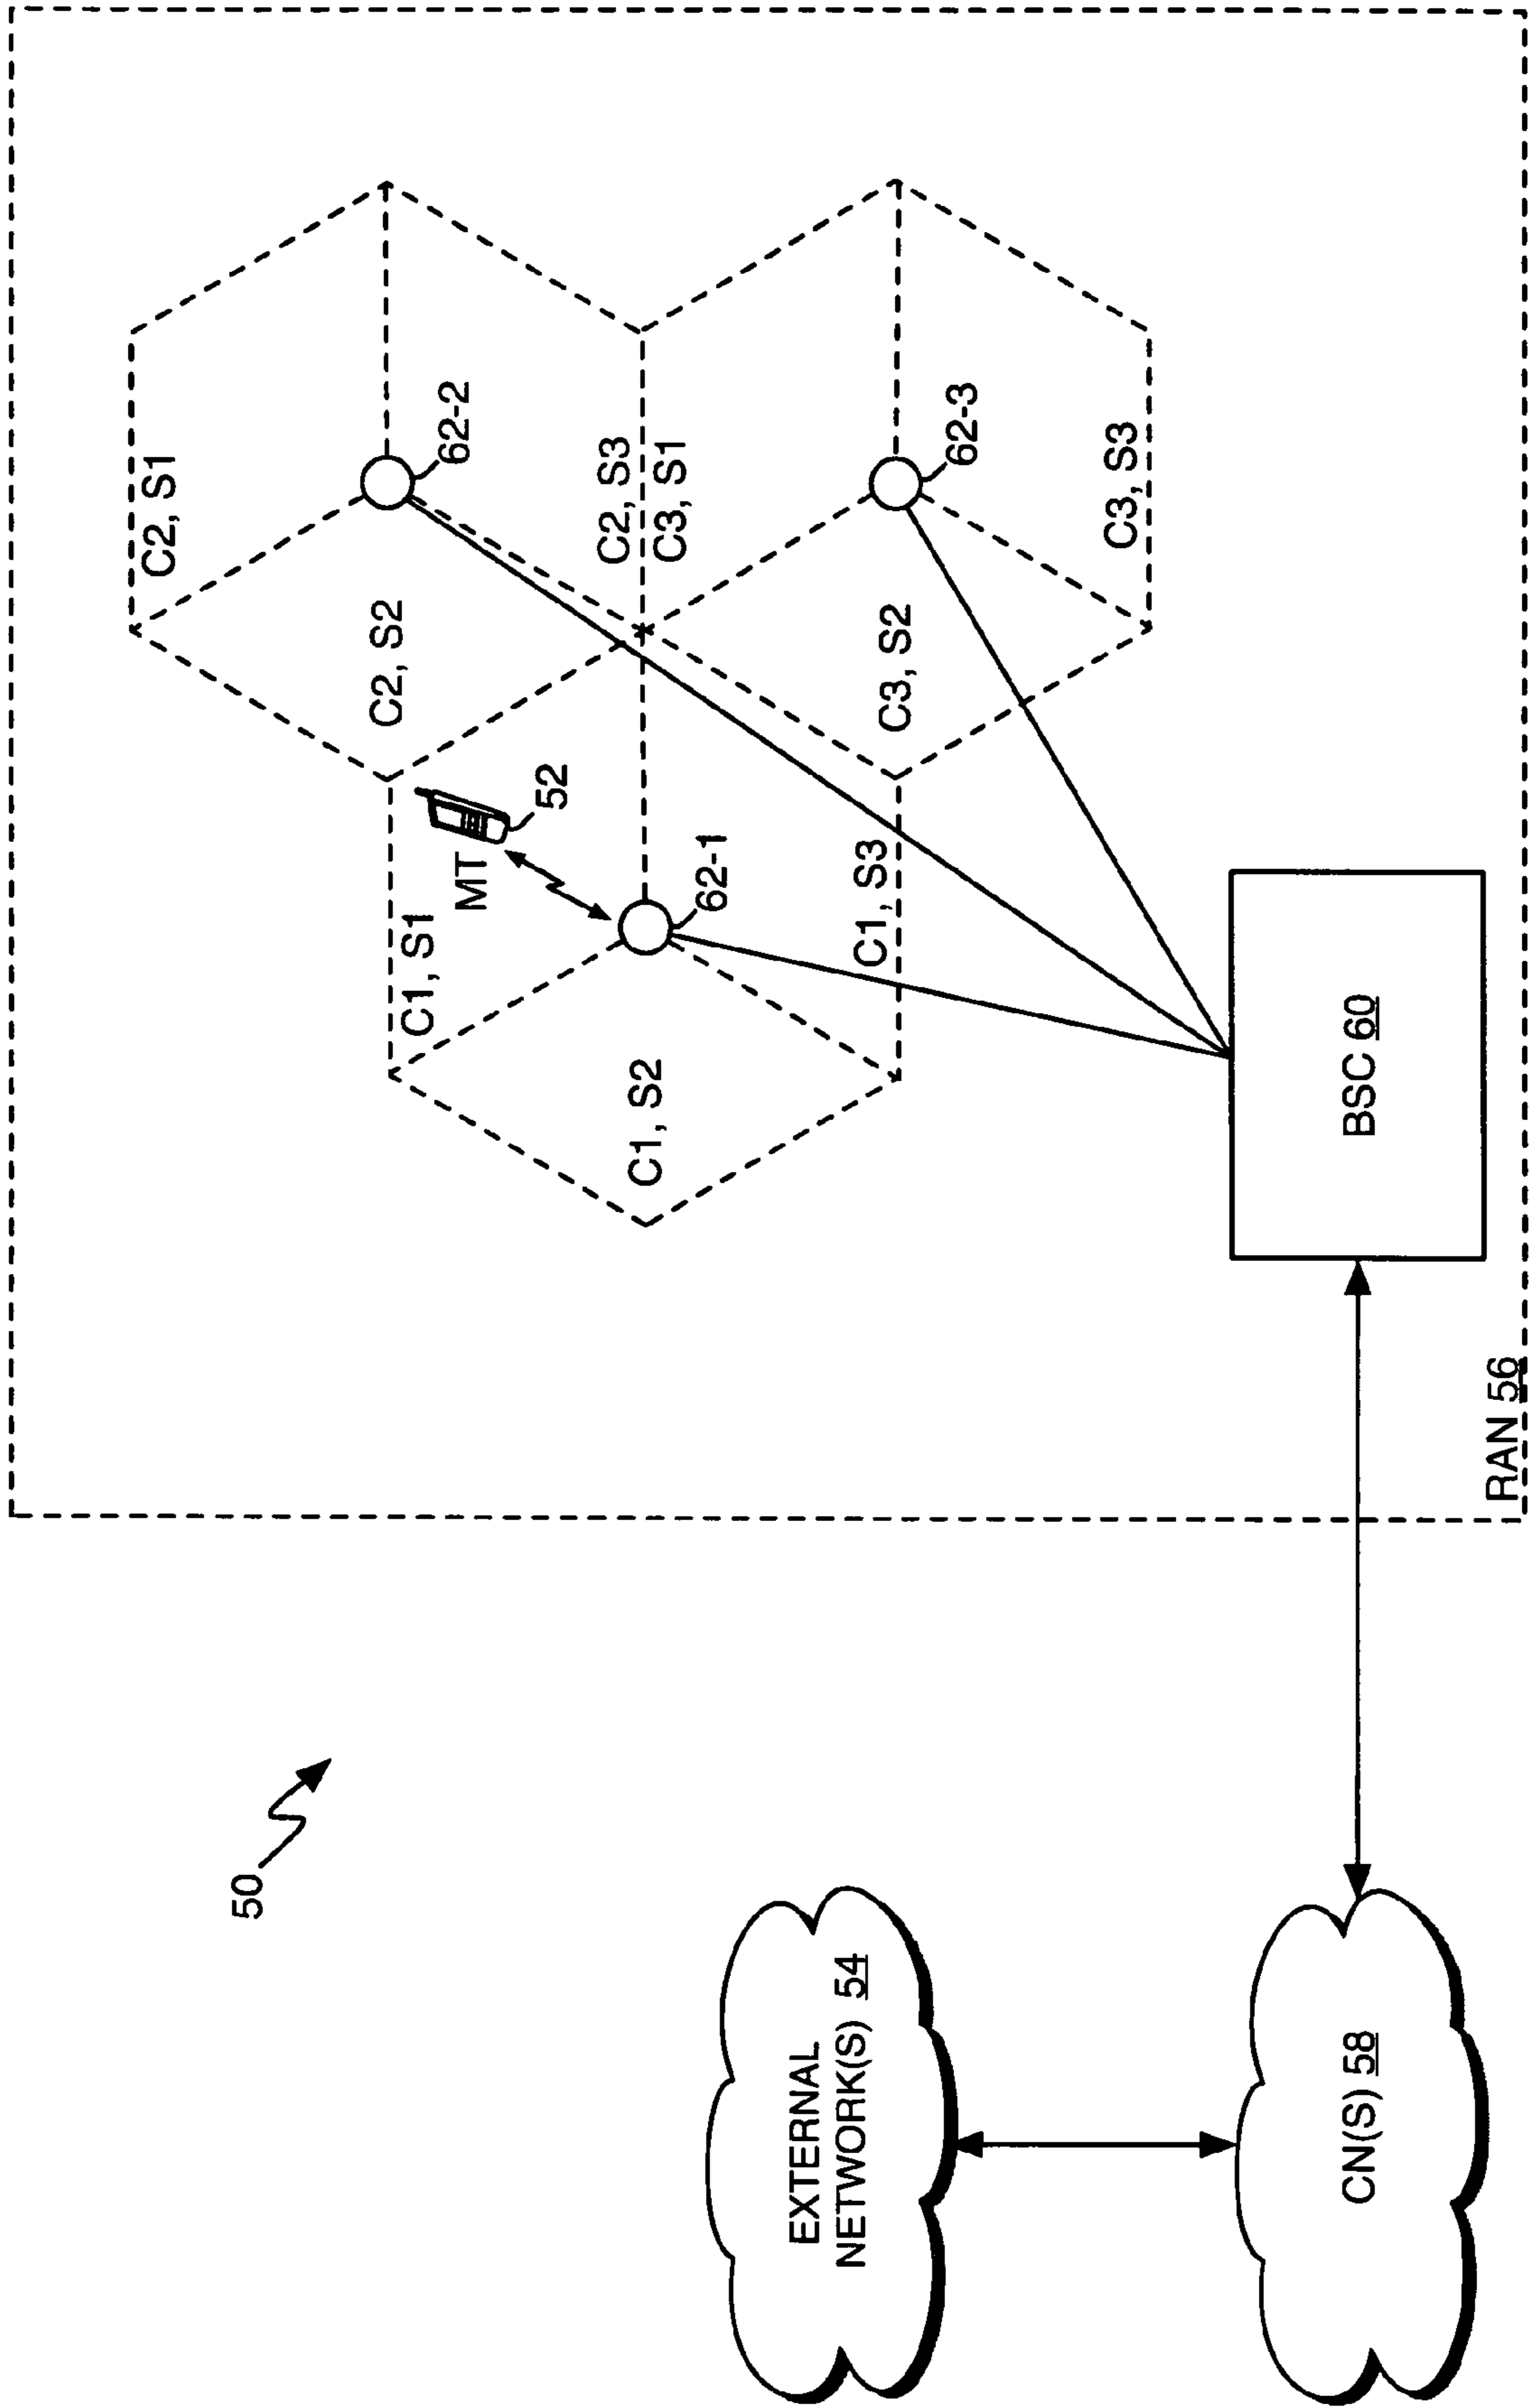 50
EXTERNAL
NETWORK(S) 54
CN(S) 58
RAN 56
BSC 60
C1, S1
C1, S2
C1, S3
MT
52
62-1
C2, S1
C2, S2
C2, S3
62-2
C3, S1
C3, S2
C3, S3
62-3